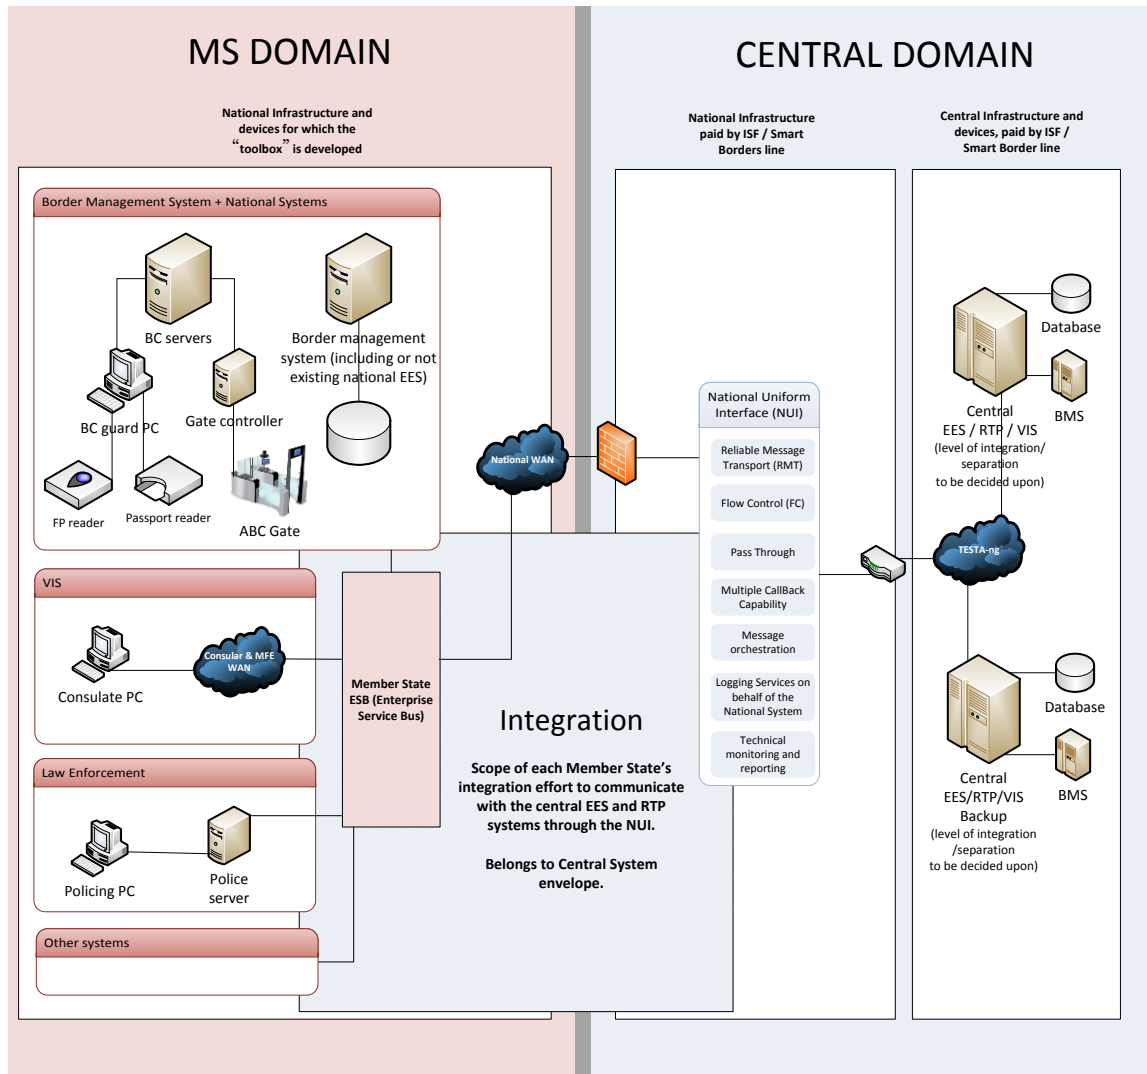 MS DOMAIN
CENTRAL DOMAIN
National Infrastructure and
devices for which the
“toolbox” is developed
National Infrastructure
paid by ISF / Smart
Borders line
Central Infrastructure and
devices, paid by ISF /
Smart Border line
Border Management System + National Systems
BC servers
Border management
system (including or not
existing national EES)
BC guard PC
Gate controller
FP reader
Passport reader
ABC Gate
VIS
Consulate PC
Consular & MFE
WAN
Law Enforcement
Policing PC
Police
server
Other systems
Member State
ESB (Enterprise
Service Bus)
National WAN
Integration
Scope of each Member State’s
integration effort to communicate
with the central EES and RTP
systems through the NUI.
Belongs to Central System
envelope.
National Uniform
Interface (NUI)
Reliable Message
Transport (RMT)
Flow Control (FC)
Pass Through
Multiple CallBack
Capability
Message
orchestration
Logging Services on
behalf of the
National System
Technical
monitoring and
reporting
Database
BMS
Central
EES / RTP / VIS
(level of integration/
separation
to be decided upon)
TESTA-ng
Database
BMS
Central
EES/RTP/VIS
Backup
(level of integration
/separation
to be decided upon)